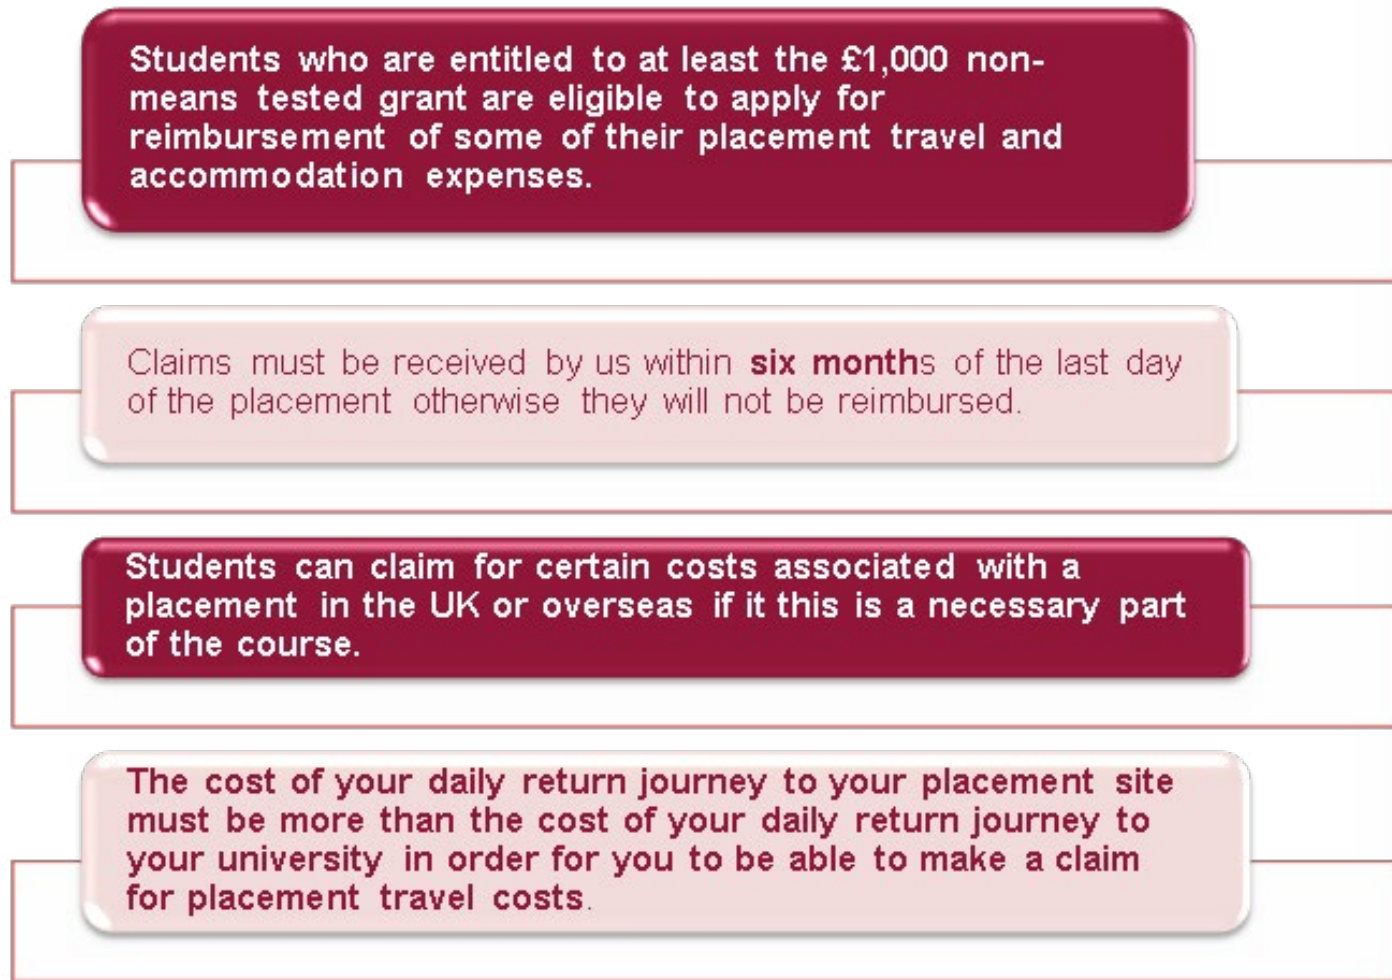 Students who are entitled to at least the £1,000 non-
means tested grant are eligible to apply for
reimbursement of some of their placement travel and
accommodation expenses.
Claims must be received by us within six months of the last day
of the placement otherwise they will not be reimbursed.
Students can claim for certain costs associated with a
placement in the UK or overseas if it this is a necessary part
of the course.
The cost of your daily return journey to your placement site
must be more than the cost of your daily return journey to
your university in order for you to be able to make a claim
for placement travel costs.